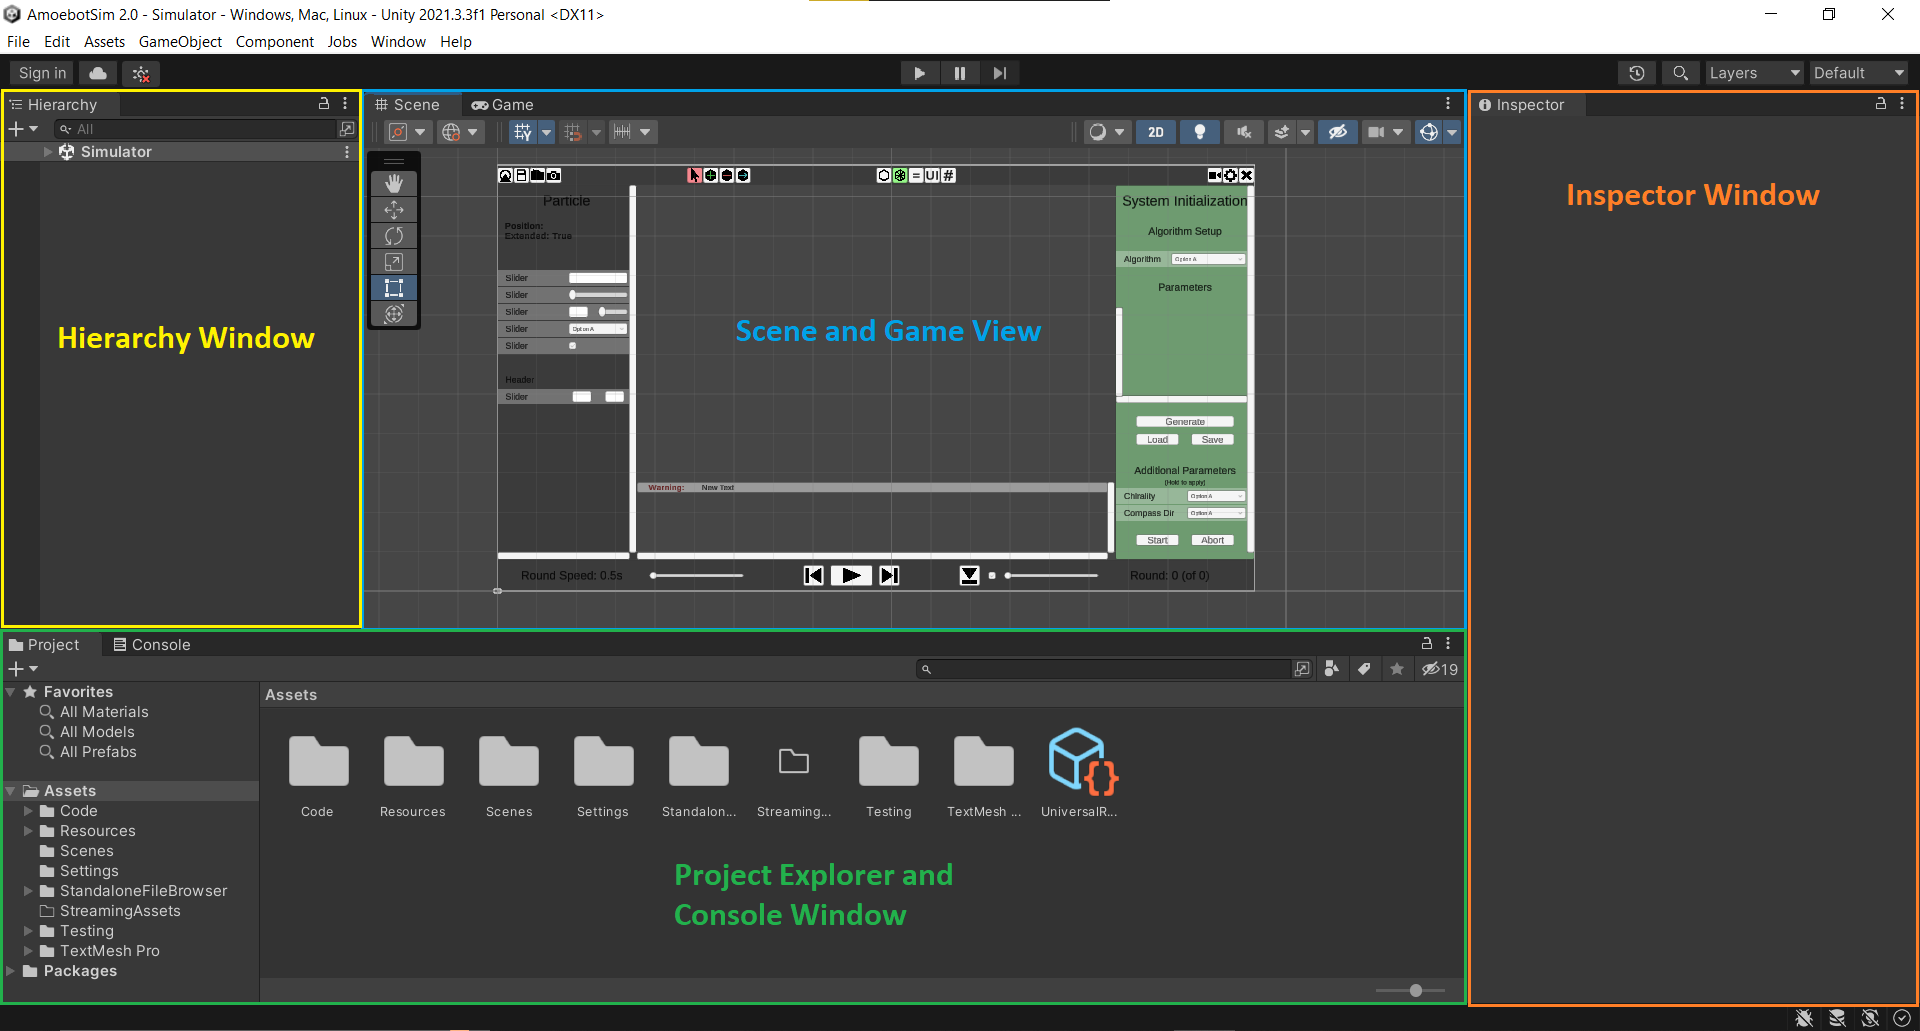 AmoebotSim 2.0 - Simulator - Windows, Mac, Linux - Unity 2021.3.3f1 Personal <DX11>
File Edit Assets GameObject Component Jobs Window Help
Sign in
Layers
Default
Hierarchy
All
Simulator
Hierarchy Window
Scene
Game
2D
UI #
Particle
Position:
Extended: True
Slider
Slider
Slider
Slider
Option A
Slider
Header
Slider
Scene and Game View
Warning: New Text
System Initialization
Algorithm Setup
Algorithm Option A
Parameters
Generate
Load Save
Additional Parameters
(Hold to apply)
Chirality Option A
Compass Dir Option A
Start Abort
Round Speed: 0.5s
Round: 0 (of 0)
Inspector
Inspector Window
Project
Console
19
Favorites
All Materials
All Models
All Prefabs
Assets
Code
Resources
Scenes
Settings
StandaloneFileBrowser
StreamingAssets
Testing
TextMesh Pro
Packages
Assets
Code
Resources
Scenes
Settings
Standalon...
Streaming...
Testing
TextMesh ...
UniversalR...
Project Explorer and
Console Window